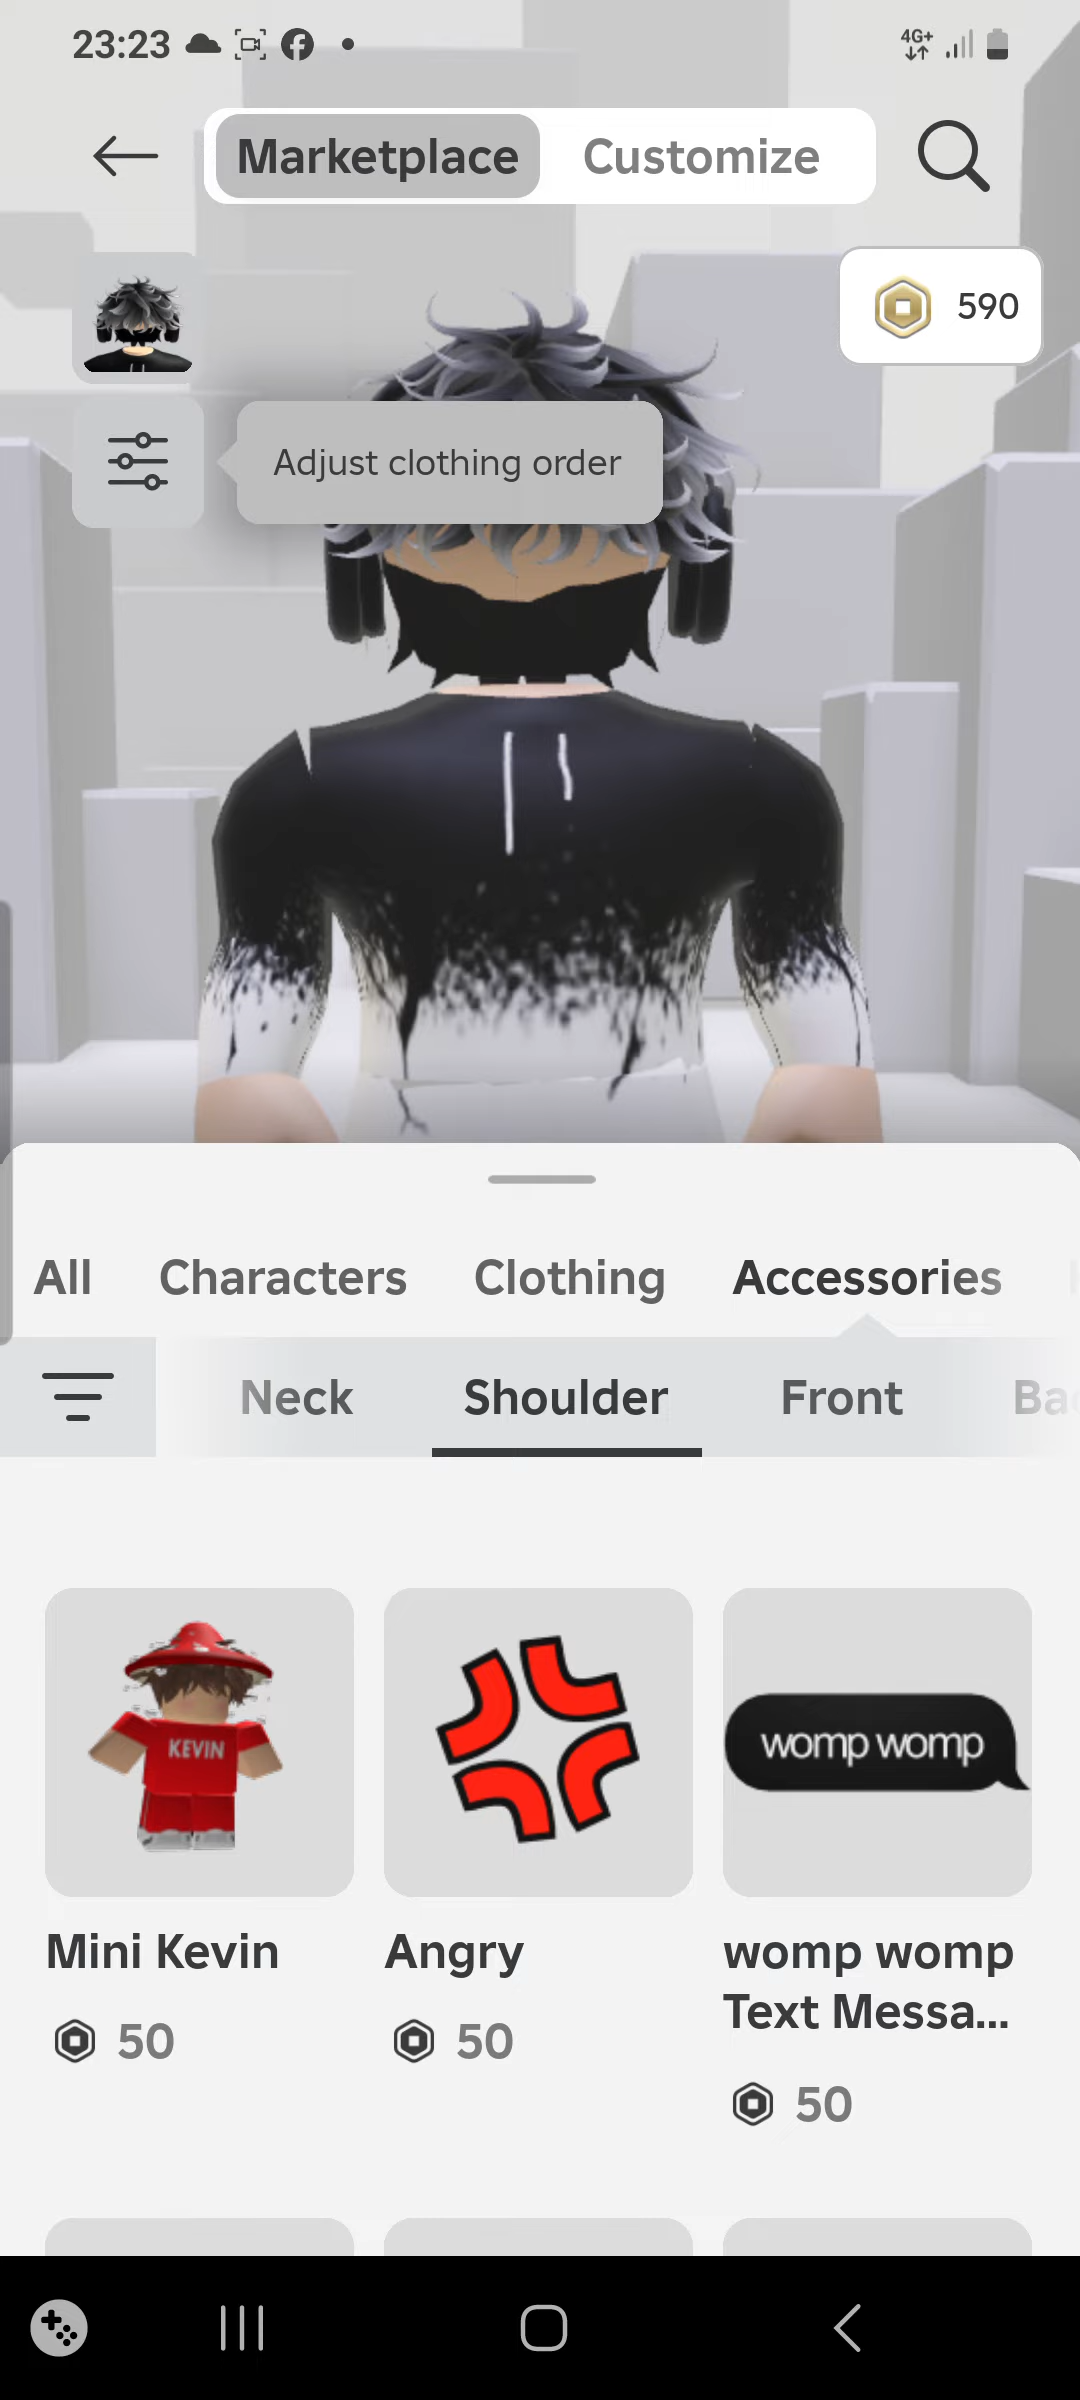 23:23
4G+
Marketplace
Customize
590
Adjust clothing order
All
Characters
Clothing
Accessories
Neck
Shoulder
Front
KEVIN
womp womp
Mini Kevin
Angry
womp womp
Text Messa...
50
50
50